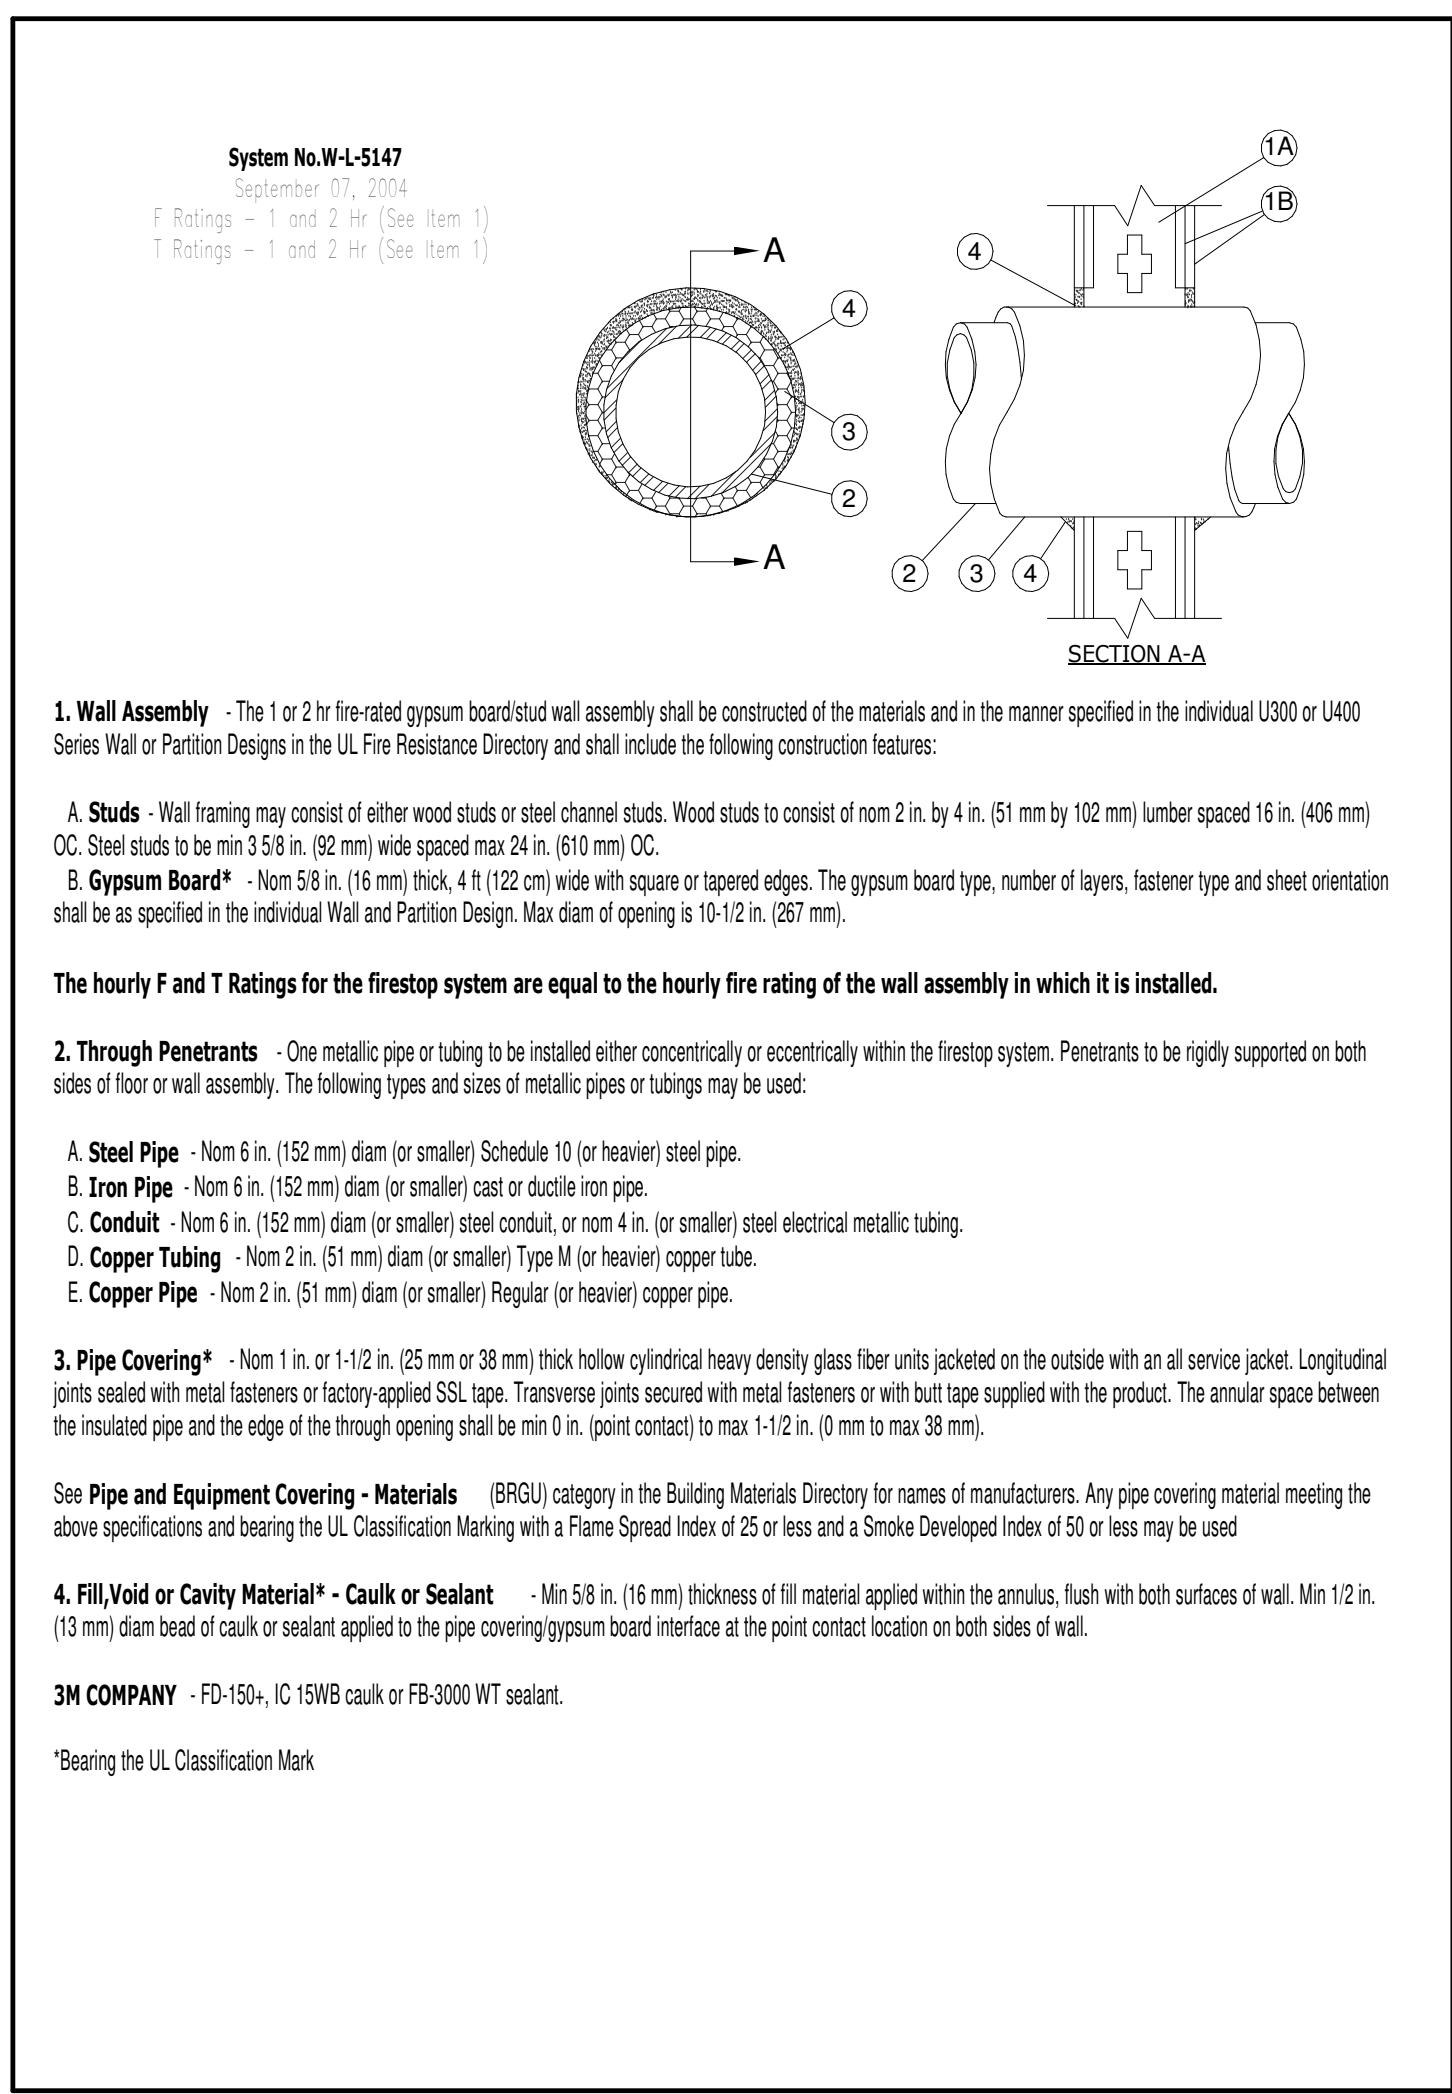 System No.W-L-5147
September 07, 2004
F Ratings - 1 and 2 Hr (See Item 1)
T Ratings - 1 and 2 Hr (See Item 1)
A
4
3
2
A
1A
1B
4
2
3
4
SECTION A-A
1. Wall Assembly - The 1 or 2 hr fire-rated gypsum board/stud wall assembly shall be constructed of the materials and in the manner specified in the individual U300 or U400
Series Wall or Partition Designs in the UL Fire Resistance Directory and shall include the following construction features:
A. Studs - Wall framing may consist of either wood studs or steel channel studs. Wood studs to consist of nom 2 in. by 4 in. (51 mm by 102 mm) lumber spaced 16 in. (406 mm)
OC. Steel studs to be min 3 5/8 in. (92 mm) wide spaced max 24 in. (610 mm) OC.
B. Gypsum Board* - Nom 5/8 in. (16 mm) thick, 4 ft (122 cm) wide with square or tapered edges. The gypsum board type, number of layers, fastener type and sheet orientation
shall be as specified in the individual Wall and Partition Design. Max diam of opening is 10-1/2 in. (267 mm).
The hourly F and T Ratings for the firestop system are equal to the hourly fire rating of the wall assembly in which it is installed.
2. Through Penetrants - One metallic pipe or tubing to be installed either concentrically or eccentrically within the firestop system. Penetrants to be rigidly supported on both
sides of floor or wall assembly. The following types and sizes of metallic pipes or tubings may be used:
A. Steel Pipe - Nom 6 in. (152 mm) diam (or smaller) Schedule 10 (or heavier) steel pipe.
B. Iron Pipe - Nom 6 in. (152 mm) diam (or smaller) cast or ductile iron pipe.
C. Conduit - Nom 6 in. (152 mm) diam (or smaller) steel conduit, or nom 4 in. (or smaller) steel electrical metallic tubing.
D. Copper Tubing - Nom 2 in. (51 mm) diam (or smaller) Type M (or heavier) copper tube.
E. Copper Pipe - Nom 2 in. (51 mm) diam (or smaller) Regular (or heavier) copper pipe.
3. Pipe Covering* - Nom 1 in. or 1-1/2 in. (25 mm or 38 mm) thick hollow cylindrical heavy density glass fiber units jacketed on the outside with an all service jacket. Longitudinal
joints sealed with metal fasteners or factory-applied SSL tape. Transverse joints secured with metal fasteners or with butt tape supplied with the product. The annular space between
the insulated pipe and the edge of the through opening shall be min 0 in. (point contact) to max 1-1/2 in. (0 mm to max 38 mm).
See Pipe and Equipment Covering - Materials (BRGU) category in the Building Materials Directory for names of manufacturers. Any pipe covering material meeting the
above specifications and bearing the UL Classification Marking with a Flame Spread Index of 25 or less and a Smoke Developed Index of 50 or less may be used
4. Fill,Void or Cavity Material* - Caulk or Sealant - Min 5/8 in. (16 mm) thickness of fill material applied within the annulus, flush with both surfaces of wall. Min 1/2 in.
(13 mm) diam bead of caulk or sealant applied to the pipe covering/gypsum board interface at the point contact location on both sides of wall.
3M COMPANY - FD-150+, IC 15WB caulk or FB-3000 WT sealant.
*Bearing the UL Classification Mark